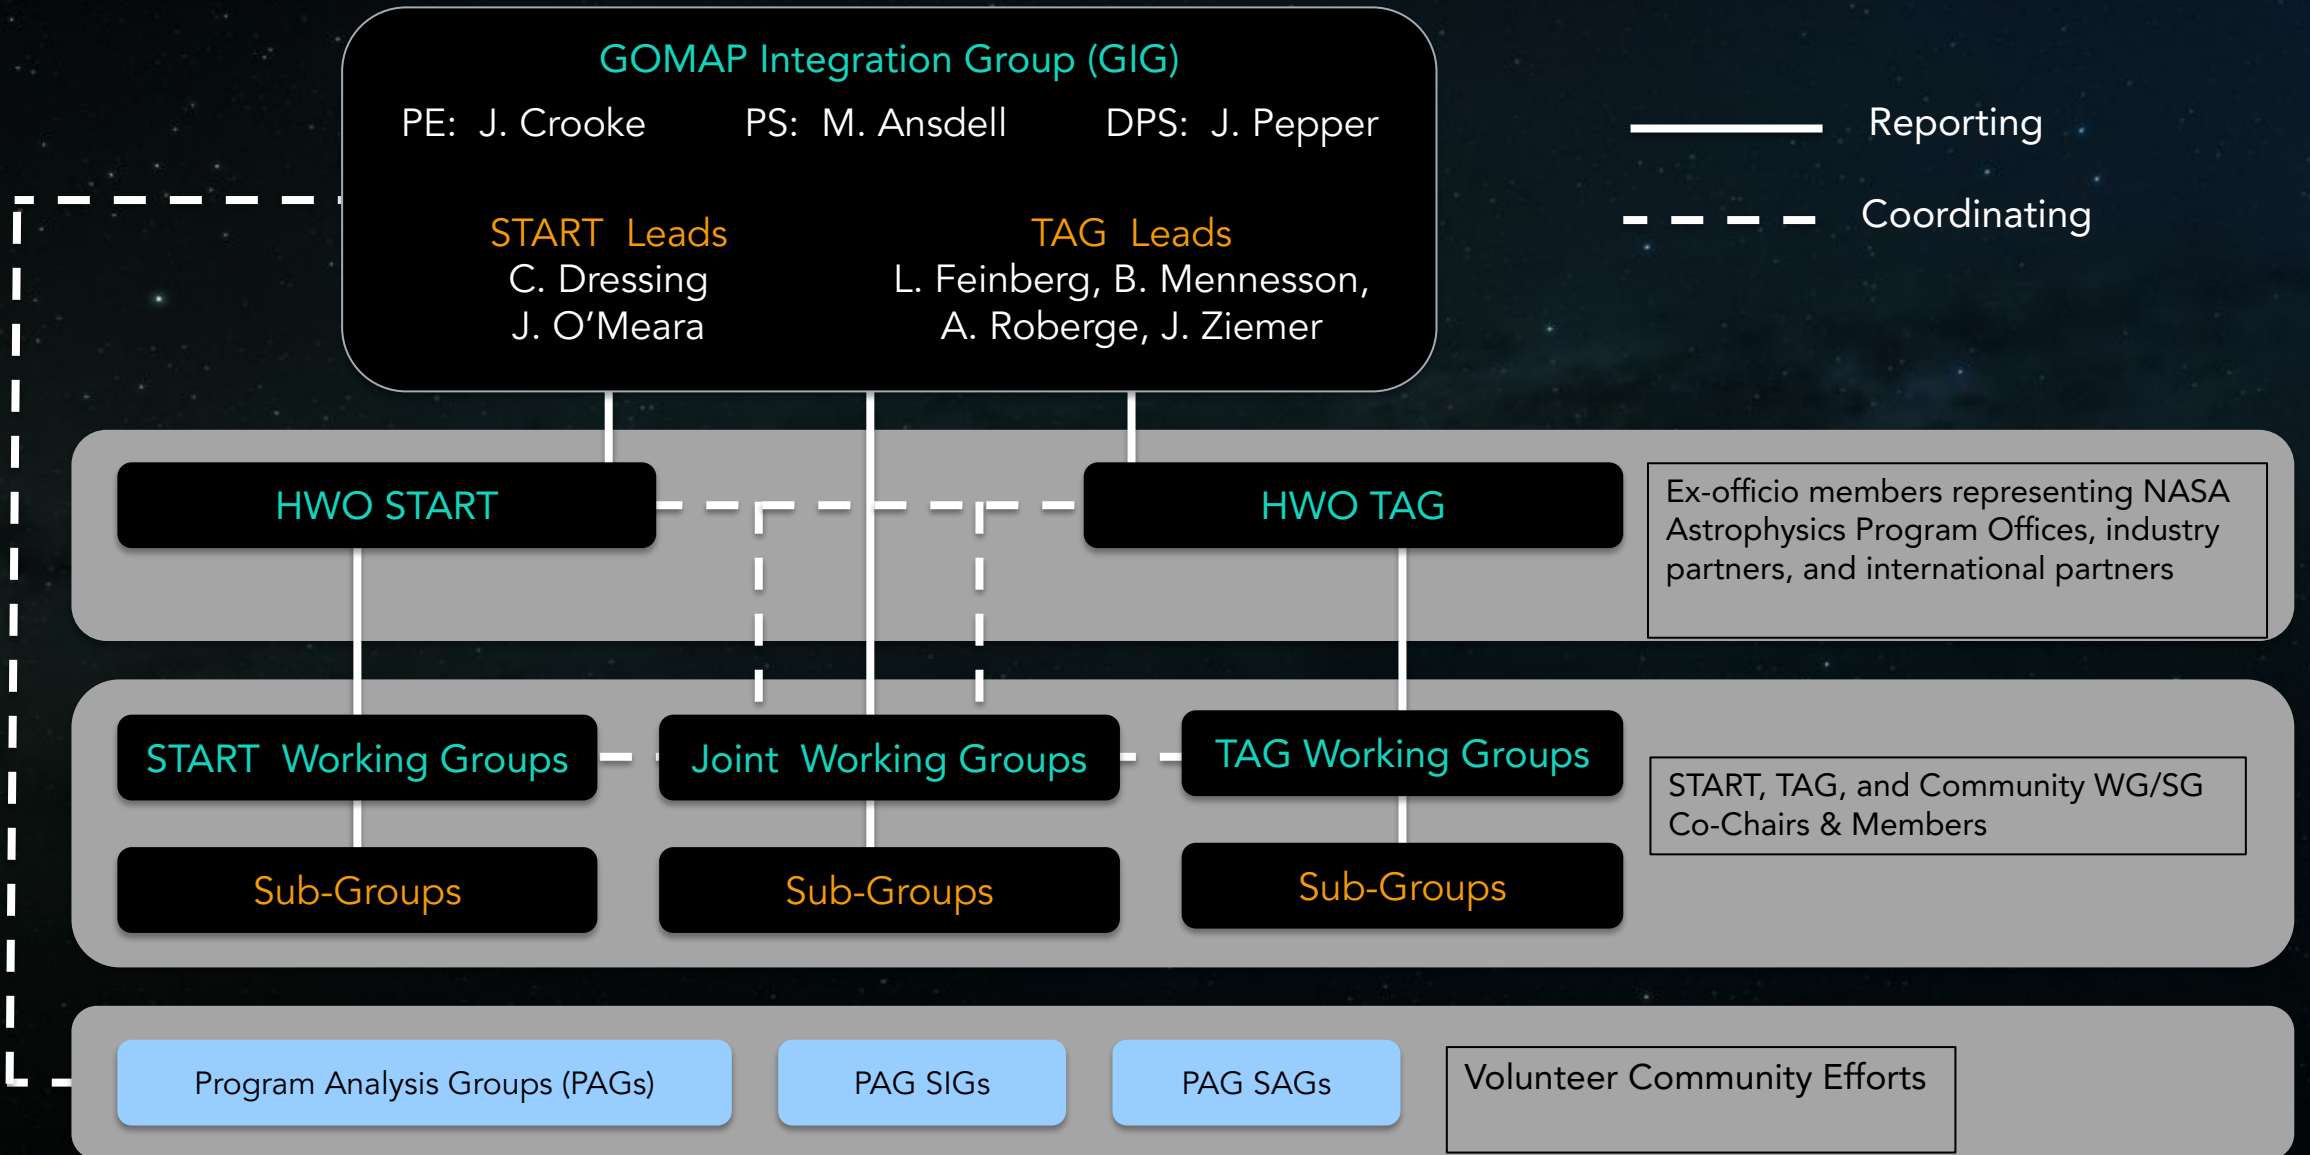 GOMAP Integration Group (GIG)
PE: J. Crooke PS: M. Ansdell DPS: J. Pepper
START Leads
C. Dressing
J. O’Meara
TAG Leads
L. Feinberg, B. Mennesson,
A. Roberge, J. Ziemer
Reporting
Coordinating
HWO START
HWO TAG
Ex-officio members representing NASA
Astrophysics Program Offices, industry
partners, and international partners
START Working Groups
Joint Working Groups
TAG Working Groups
START, TAG, and Community WG/SG
Co-Chairs & Members
Sub-Groups
Sub-Groups
Sub-Groups
Program Analysis Groups (PAGs)
PAG SIGs
PAG SAGs
Volunteer Community Efforts